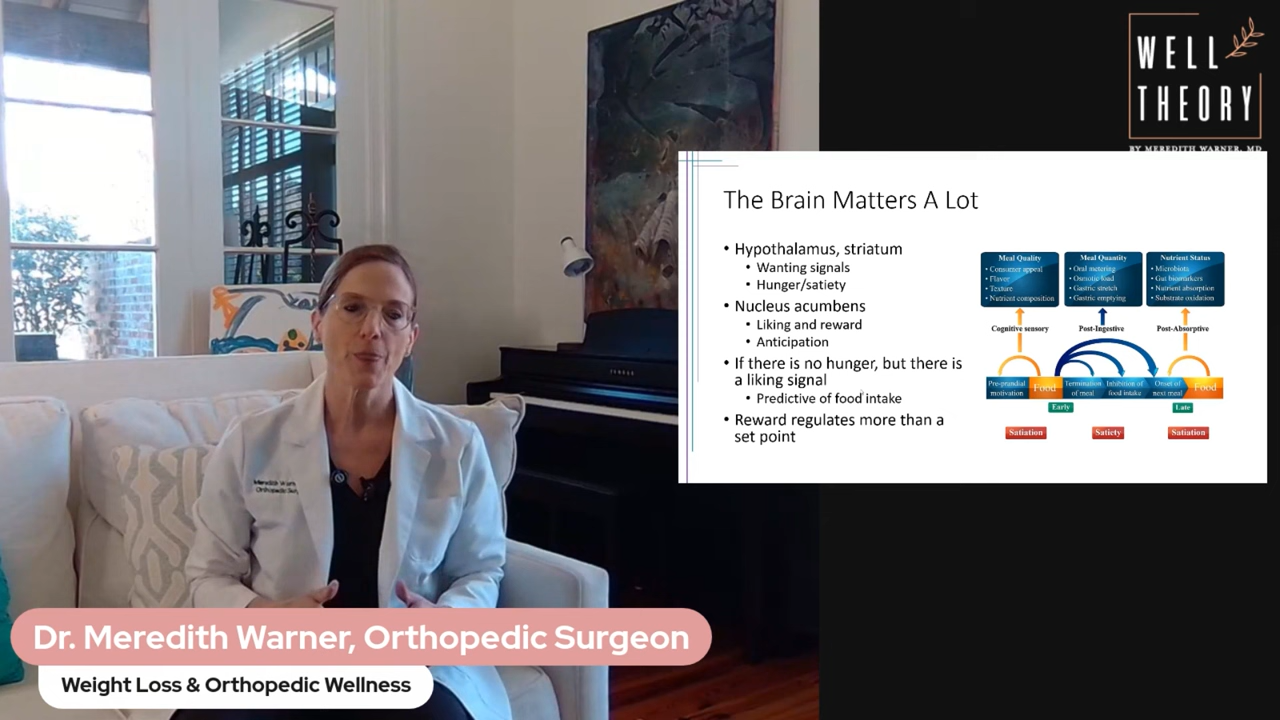 WELL
THEORY
BY MEREDITH WARNER, MD
The Brain Matters A Lot
• Hypothalamus, striatum
• Wanting signals
• Hunger/satiety
• Nucleus acumbens
• Liking and reward
• Anticipation
• If there is no hunger, but there is
a liking signal
• Predictive of food intake
• Reward regulates more than a
set point
Meal Quality
• Consumer appeal
• Flavor
• Texture
• Nutrient composition
Meal Quantity
• Oral metering
• Osmotic load
• Gastric stretch
• Gastric emptying
Nutrient Status
• Microbiota
• Gut biomarkers
• Nutrient absorption
• Substrate oxidation
Cognitive sensory
Post-Ingestive
Post-Absorptive
Pre-prandial
motivation
Food
Termination
of meal
Inhibition of
food intake
Onset of
next meal
Food
Early
Late
Satiation
Satiety
Satiation
Meredith
Orthopedic
Dr. Meredith Warner, Orthopedic Surgeon
Weight Loss & Orthopedic Wellness